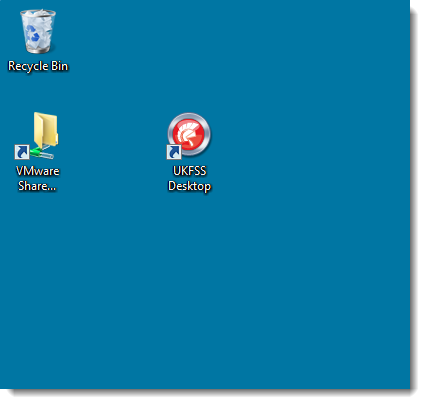 Recycle Bin
VMware
Share...
UKFSS
Desktop